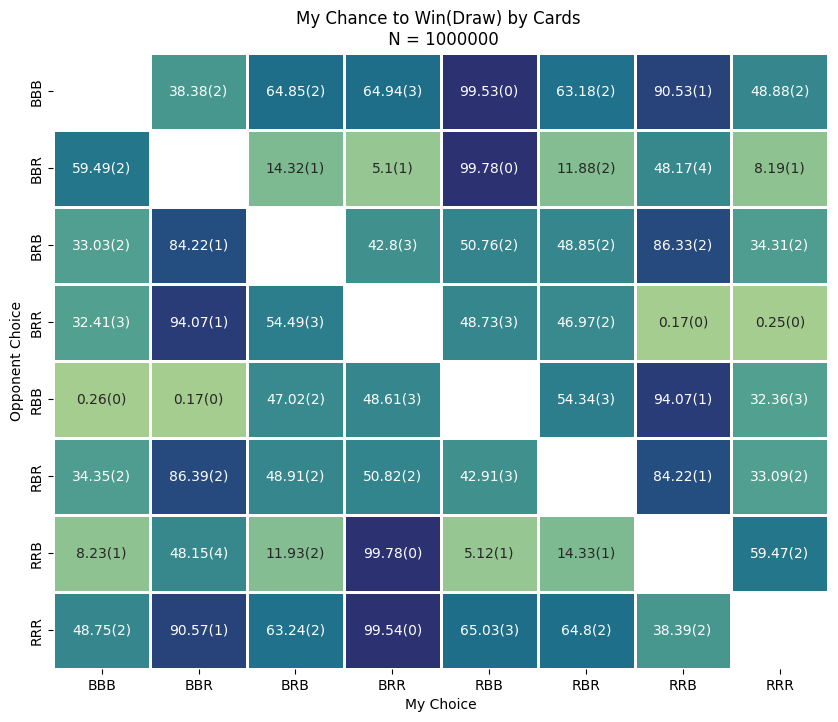 My Chance to Win(Draw) by Cards
N = 1000000
Opponent Choice
BBB 38.38(2) 64.85(2) 64.94(3) 99.53(0) 63.18(2) 90.53(1) 48.88(2)
BBR 59.49(2) 14.32(1) 5.1(1) 99.78(0) 11.88(2) 48.17(4) 8.19(1)
BRB 33.03(2) 84.22(1) 42.8(3) 50.76(2) 48.85(2) 86.33(2) 34.31(2)
BRR 32.41(3) 94.07(1) 54.49(3) 48.73(3) 46.97(2) 0.17(0) 0.25(0)
RBB 0.26(0) 0.17(0) 47.02(2) 48.61(3) 54.34(3) 94.07(1) 32.36(3)
RBR 34.35(2) 86.39(2) 48.91(2) 50.82(2) 42.91(3) 84.22(1) 33.09(2)
RRB 8.23(1) 48.15(4) 11.93(2) 99.78(0) 5.12(1) 14.33(1) 59.47(2)
RRR 48.75(2) 90.57(1) 63.24(2) 99.54(0) 65.03(3) 64.8(2) 38.39(2)
BBB BBR BRB BRR RBB RBR RRB RRR
My Choice